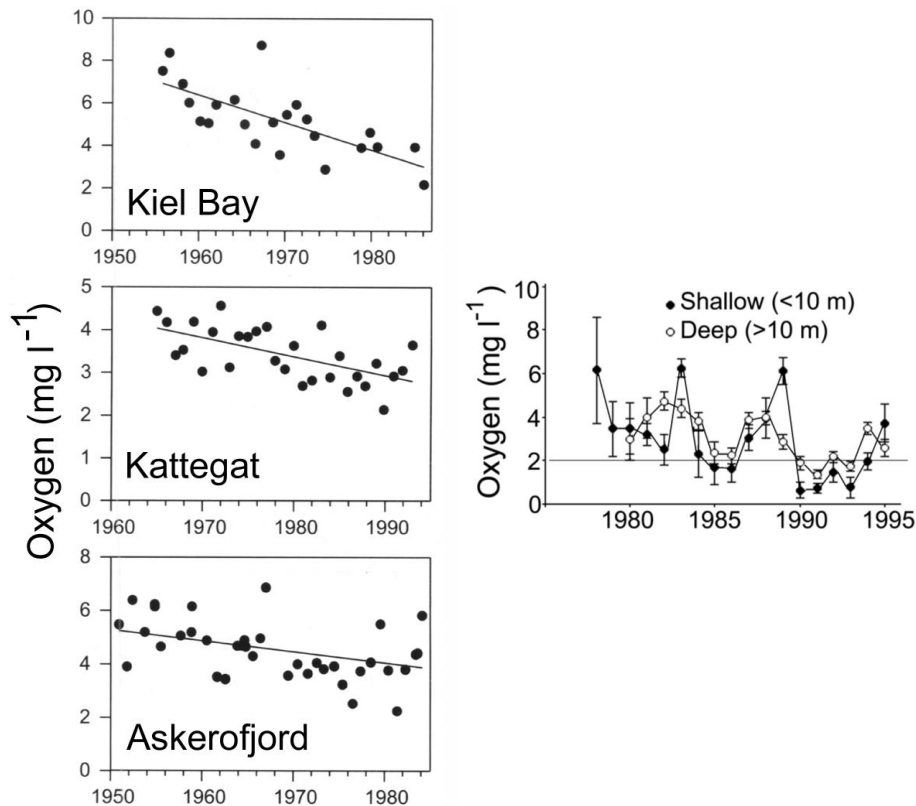 Oxygen (mg l⁻¹)
10
8
6
4
2
0
Kiel Bay
1950 1960 1970 1980
5
4
3
2
1
0
Kattegat
1960 1970 1980 1990
8
6
4
2
0
Askerofjord
1950 1960 1970 1980
Oxygen (mg l⁻¹)
10
8
6
4
2
0
Shallow (<10 m)
Deep (>10 m)
1980 1985 1990 1995